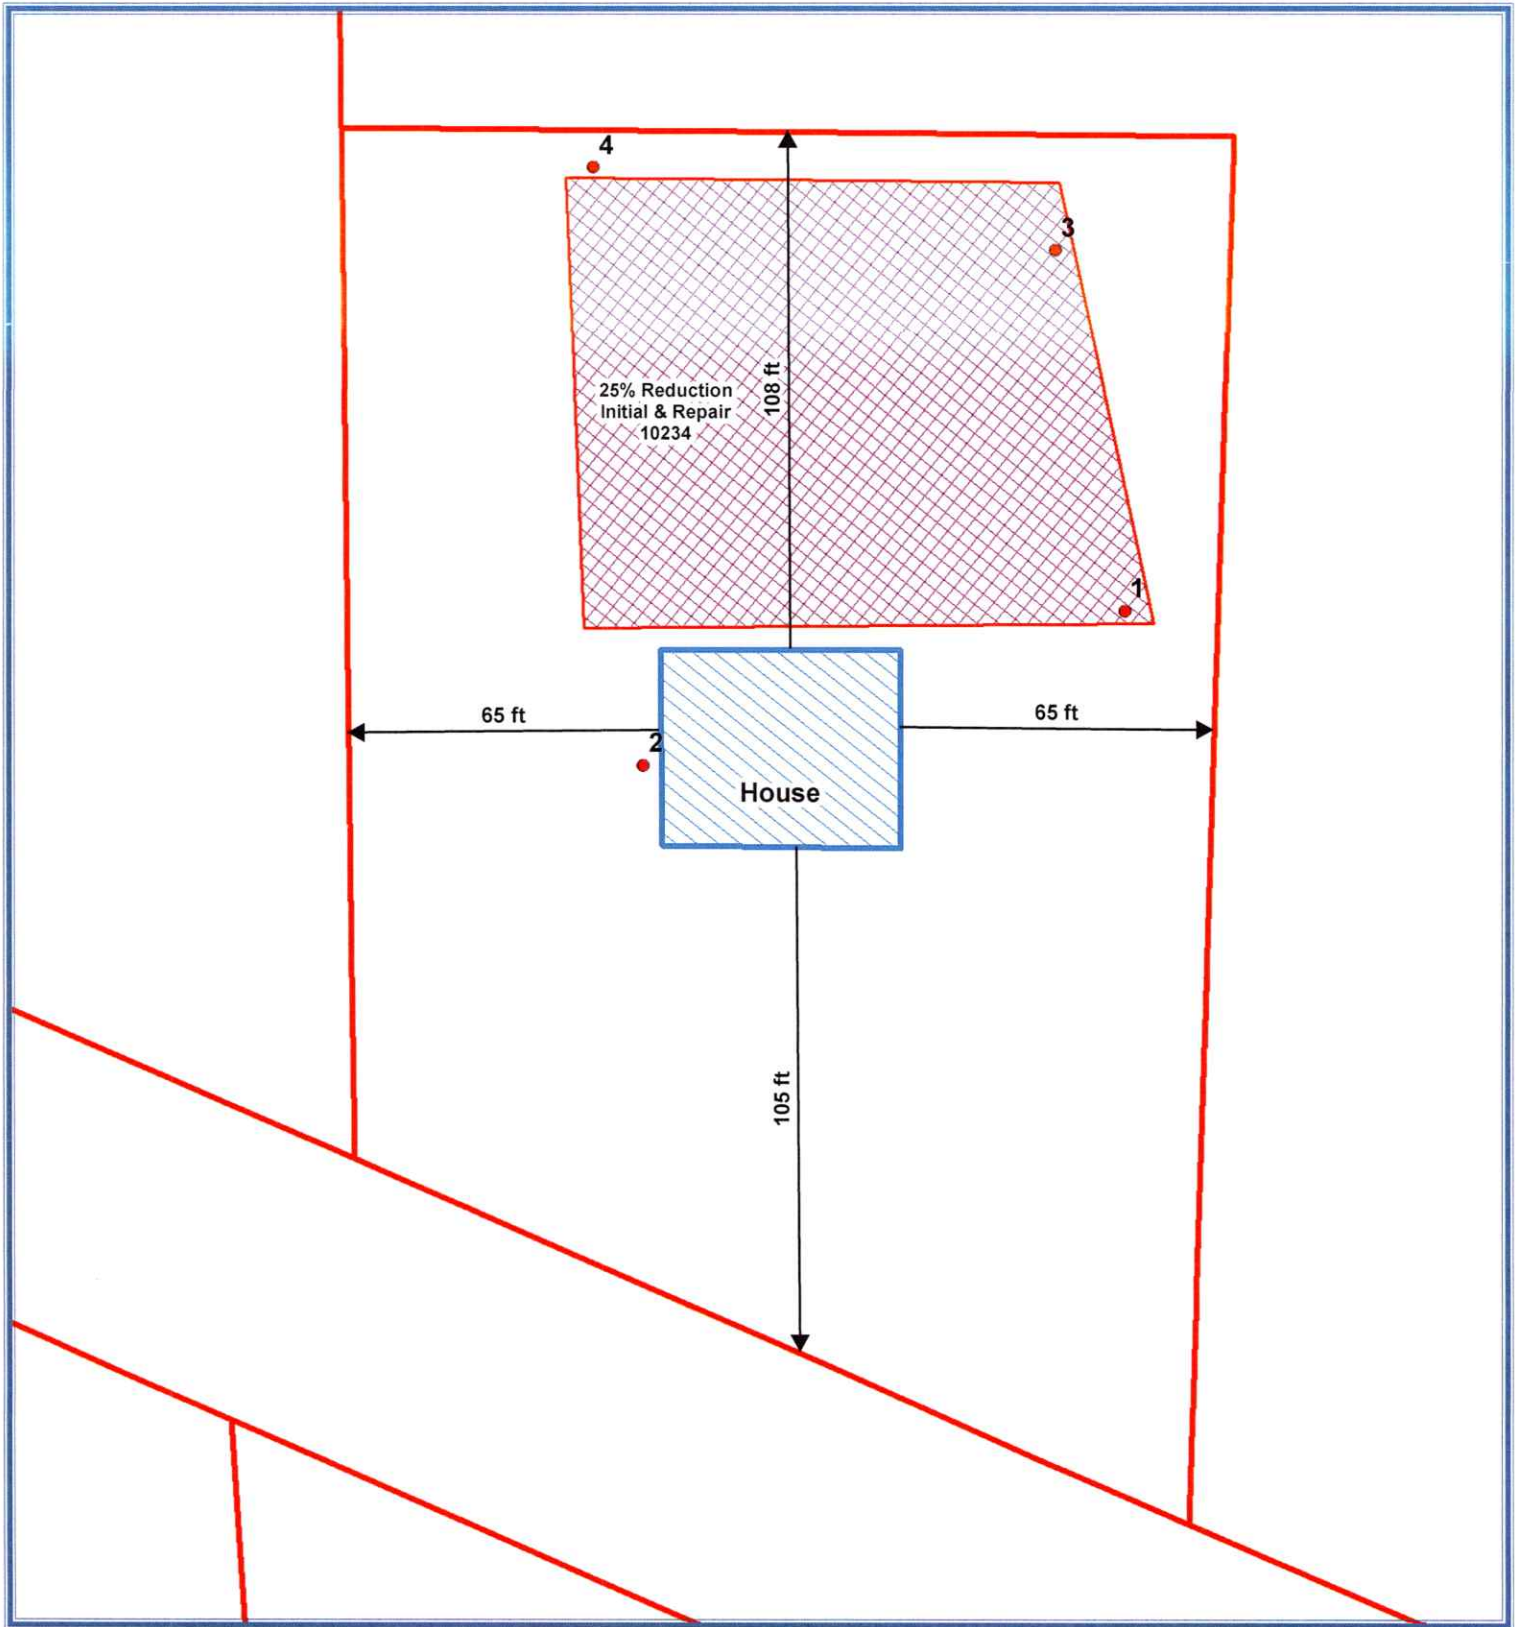 4
3
108 ft
25% Reduction
Initial & Repair
10234
1
65 ft
65 ft
2
House
105 ft